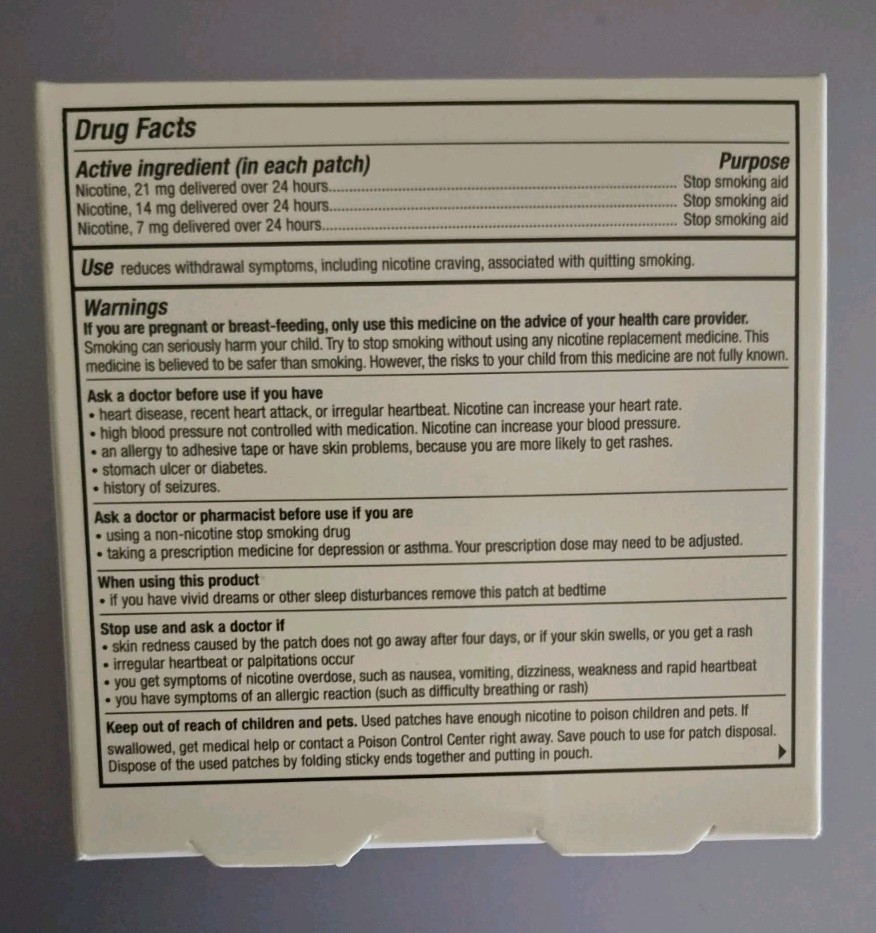 Drug Facts
Active ingredient (in each patch) Purpose
Nicotine, 21 mg delivered over 24 hours........................................................................................ Stop smoking aid
Nicotine, 14 mg delivered over 24 hours........................................................................................ Stop smoking aid
Nicotine, 7 mg delivered over 24 hours.......................................................................................... Stop smoking aid
Use reduces withdrawal symptoms, including nicotine craving, associated with quitting smoking.
Warnings
If you are pregnant or breast-feeding, only use this medicine on the advice of your health care provider.
Smoking can seriously harm your child. Try to stop smoking without using any nicotine replacement medicine. This
medicine is believed to be safer than smoking. However, the risks to your child from this medicine are not fully known.
Ask a doctor before use if you have
• heart disease, recent heart attack, or irregular heartbeat. Nicotine can increase your heart rate.
• high blood pressure not controlled with medication. Nicotine can increase your blood pressure.
• an allergy to adhesive tape or have skin problems, because you are more likely to get rashes.
• stomach ulcer or diabetes.
• history of seizures.
Ask a doctor or pharmacist before use if you are
• using a non-nicotine stop smoking drug
• taking a prescription medicine for depression or asthma. Your prescription dose may need to be adjusted.
When using this product
• if you have vivid dreams or other sleep disturbances remove this patch at bedtime
Stop use and ask a doctor if
• skin redness caused by the patch does not go away after four days, or if your skin swells, or you get a rash
• irregular heartbeat or palpitations occur
• you get symptoms of nicotine overdose, such as nausea, vomiting, dizziness, weakness and rapid heartbeat
• you have symptoms of an allergic reaction (such as difficulty breathing or rash)
Keep out of reach of children and pets. Used patches have enough nicotine to poison children and pets. If
swallowed, get medical help or contact a Poison Control Center right away. Save pouch to use for patch disposal.
Dispose of the used patches by folding sticky ends together and putting in pouch.